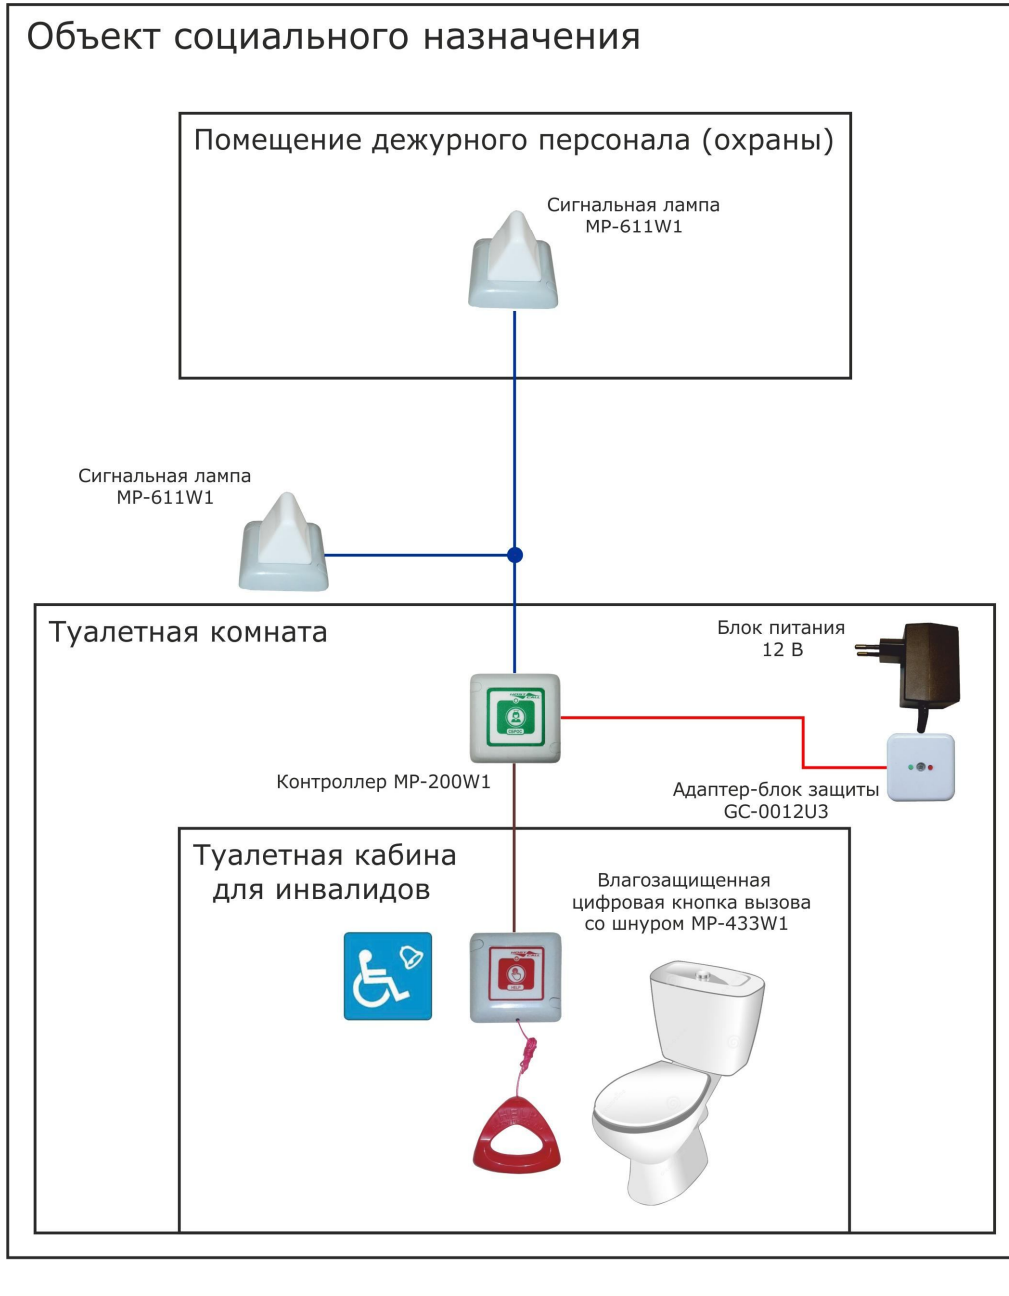 Объект социального назначения
Помещение дежурного персонала (охраны)
Сигнальная лампа
MP-611W1
Сигнальная лампа
MP-611W1
Туалетная комната
Блок питания
12 В
Контроллер MP-200W1
СБРОС
Адаптер-блок защиты
GC-0012U3
Туалетная кабина
для инвалидов
Влагозащищенная
цифровая кнопка вызова
со шнуром MP-433W1
HELP